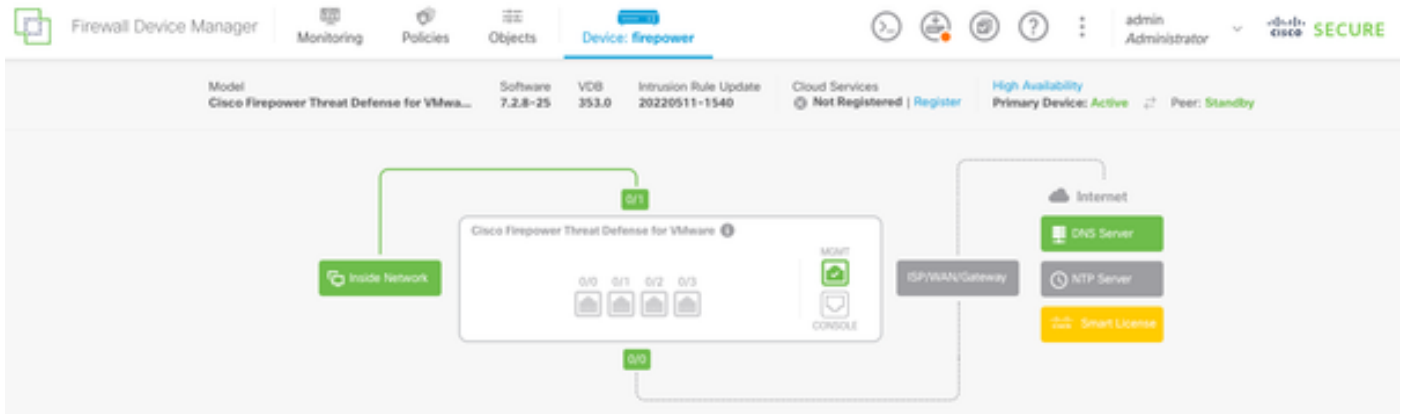 Firewall Device Manager
Monitoring
Policies
Objects
Device: firepower
admin
Administrator
cisco SECURE
Model
Cisco Firepower Threat Defense for VMwa...
Software
7.2.8-25
VDB
353.0
Intrusion Rule Update
20220511-1540
Cloud Services
Not Registered | Register
High Availability
Primary Device: Active Peer: Standby
0/1
Internet
Cisco Firepower Threat Defense for VMware
DNS Server
MGMT
Inside Network
0/0 0/1 0/2 0/3
ISP/WAN/Gateway
NTP Server
CONSOLE
Smart License
0/0